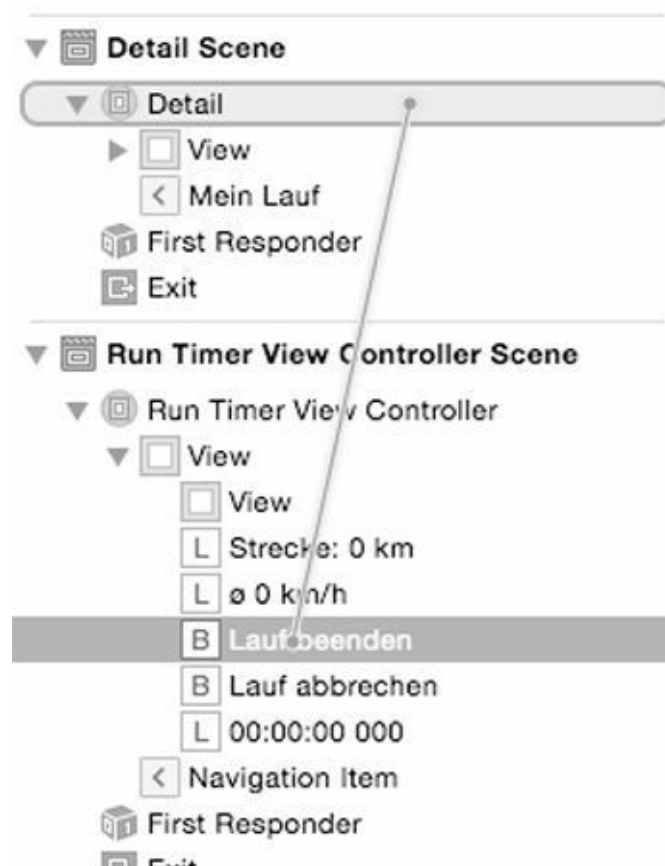 Detail Scene
Detail
View
< Mein Lauf
First Responder
Exit
Run Timer View Controller Scene
Run Timer View Controller
View
View
L Strecke: 0 km
L ø 0 km/h
B Lauf beenden
B Lauf abbrechen
L 00:00:00 000
< Navigation Item
First Responder
Exit